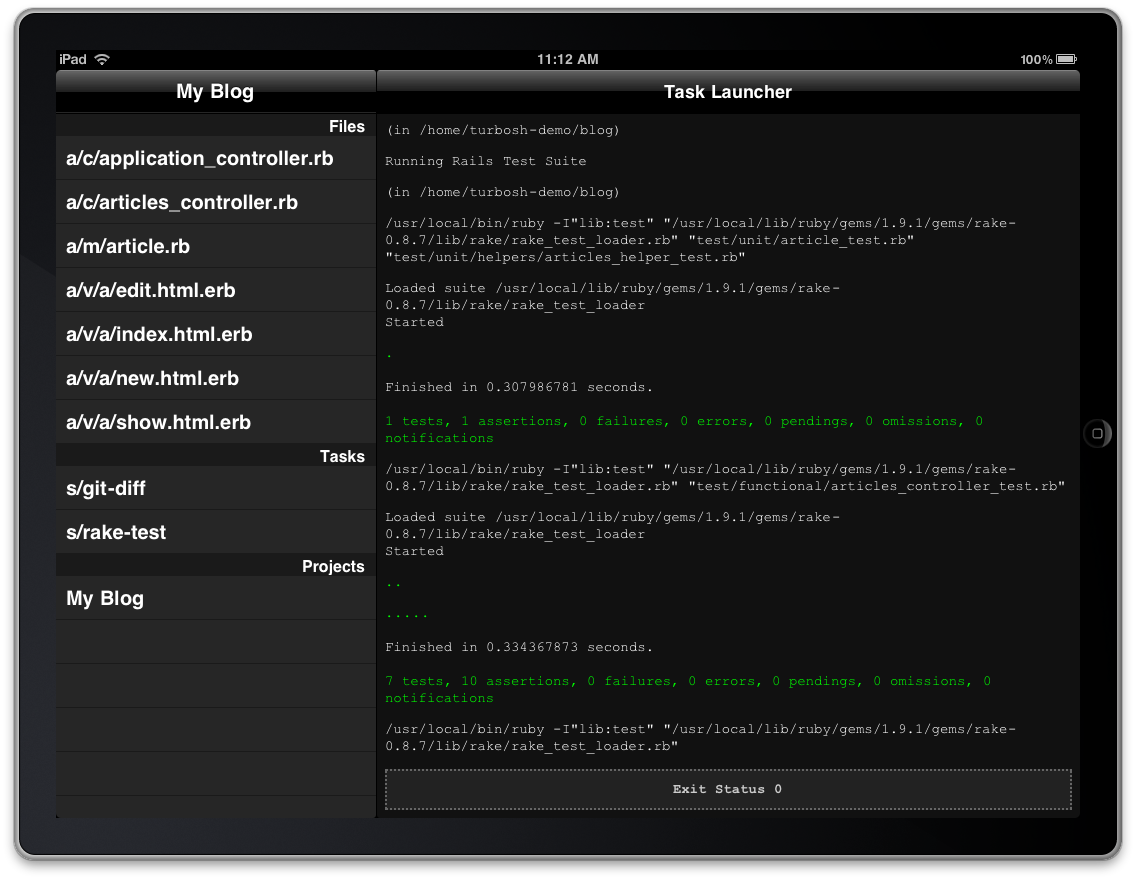 iPad
11:12 AM
100%
My Blog
Files
a/c/application_controller.rb
a/c/articles_controller.rb
a/m/article.rb
a/v/a/edit.html.erb
a/v/a/index.html.erb
a/v/a/new.html.erb
a/v/a/show.html.erb
Tasks
s/git-diff
s/rake-test
Projects
My Blog
Task Launcher
(in /home/turbosh-demo/blog)
Running Rails Test Suite
(in /home/turbosh-demo/blog)
/usr/local/bin/ruby -I"lib:test" "/usr/local/lib/ruby/gems/1.9.1/gems/rake-
0.8.7/lib/rake/rake_test_loader.rb" "test/unit/article_test.rb"
"test/unit/helpers/articles_helper_test.rb"
Loaded suite /usr/local/lib/ruby/gems/1.9.1/gems/rake-
0.8.7/lib/rake/rake_test_loader
Started
.
Finished in 0.307986781 seconds.
1 tests, 1 assertions, 0 failures, 0 errors, 0 pendings, 0 omissions, 0
notifications
/usr/local/bin/ruby -I"lib:test" "/usr/local/lib/ruby/gems/1.9.1/gems/rake-
0.8.7/lib/rake/rake_test_loader.rb" "test/functional/articles_controller_test.rb"
Loaded suite /usr/local/lib/ruby/gems/1.9.1/gems/rake-
0.8.7/lib/rake/rake_test_loader
Started
..
.....
Finished in 0.334367873 seconds.
7 tests, 10 assertions, 0 failures, 0 errors, 0 pendings, 0 omissions, 0
notifications
/usr/local/bin/ruby -I"lib:test" "/usr/local/lib/ruby/gems/1.9.1/gems/rake-
0.8.7/lib/rake/rake_test_loader.rb"
Exit Status 0